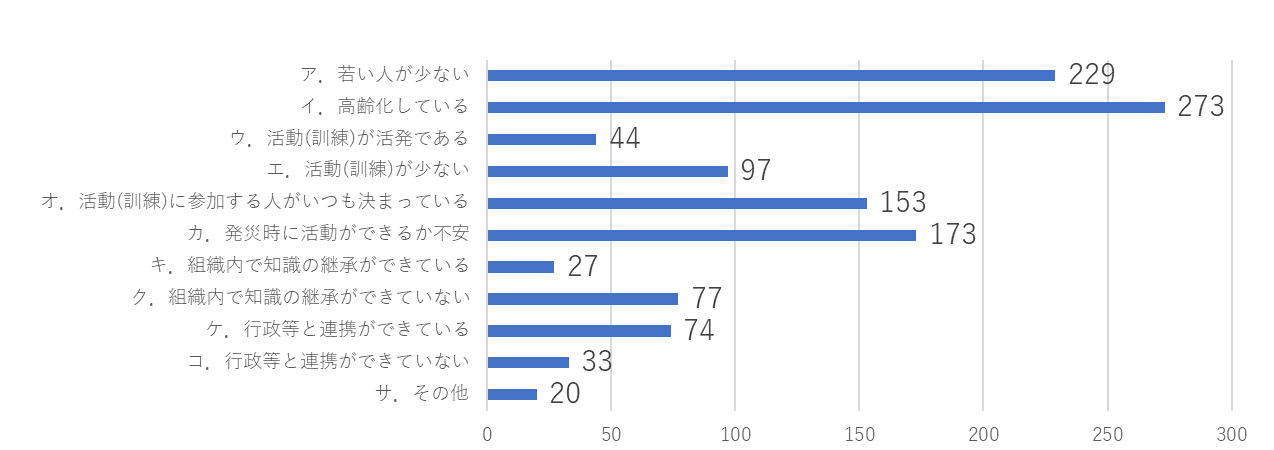 ア．若い人が少ない 229
イ．高齢化している 273
ウ．活動(訓練)が活発である 44
エ．活動(訓練)が少ない 97
オ．活動(訓練)に参加する人がいつも決まっている 153
カ．発災時に活動ができるか不安 173
キ．組織内で知識の継承ができている 27
ク．組織内で知識の継承ができていない 77
ケ．行政等と連携ができている 74
コ．行政等と連携ができていない 33
サ．その他 20
0 50 100 150 200 250 300